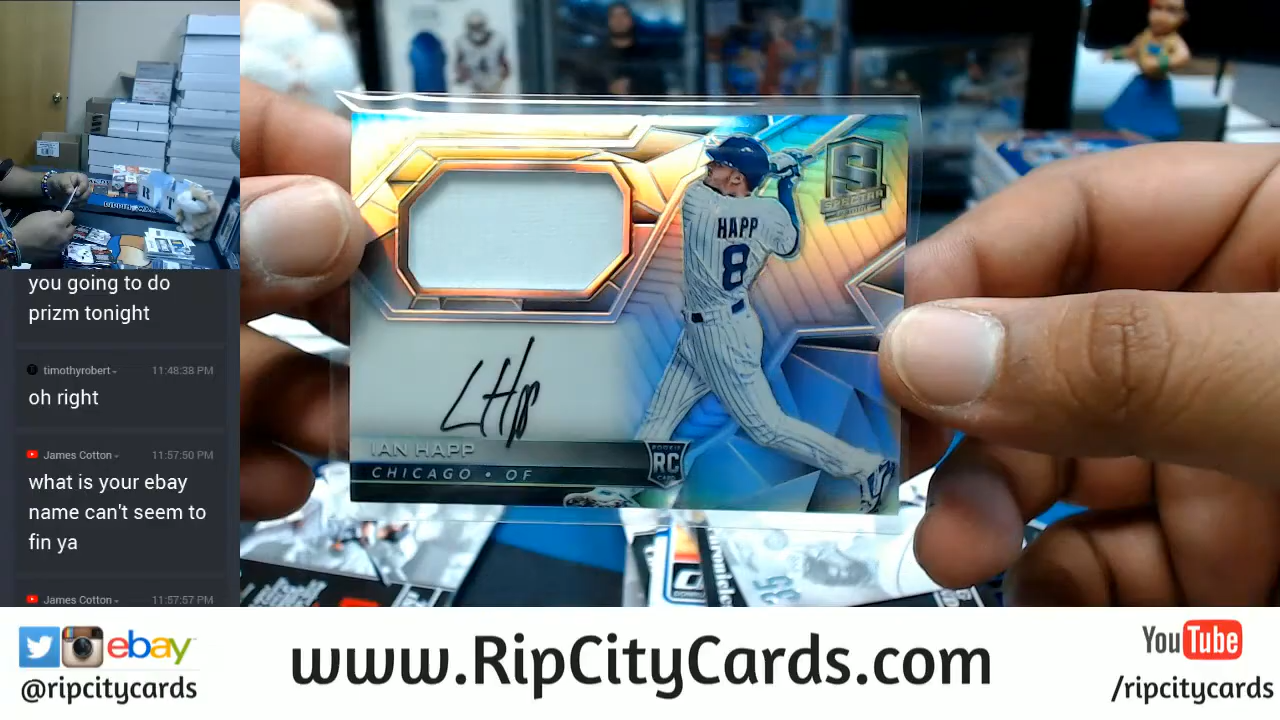 you going to do
prizm tonight
timothyrobert
11:48:38 PM
oh right
James Cotton
11:57:50 PM
what is your ebay
name can't seem to
fin ya
James Cotton
11:57:57 PM
HAPP
8
S
SPECTRA
IAN HAPP
CHICAGO • OF
ROOKIE
RC
35
ebay
@ripcitycards
www.RipCityCards.com
YouTube
/ripcitycards